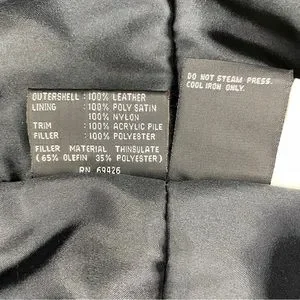 OUTERSHELL : 100% LEATHER
LINING : 100% POLY SATIN
100% NYLON
TRIM : 100% ACRYLIC PILE
FILLER : 100% POLYESTER
FILLER MATERIAL THINSULATE
(65% OLEFIN 35% POLYESTER)
RN 69426
DO NOT STEAM PRESS.
COOL IRON ONLY.